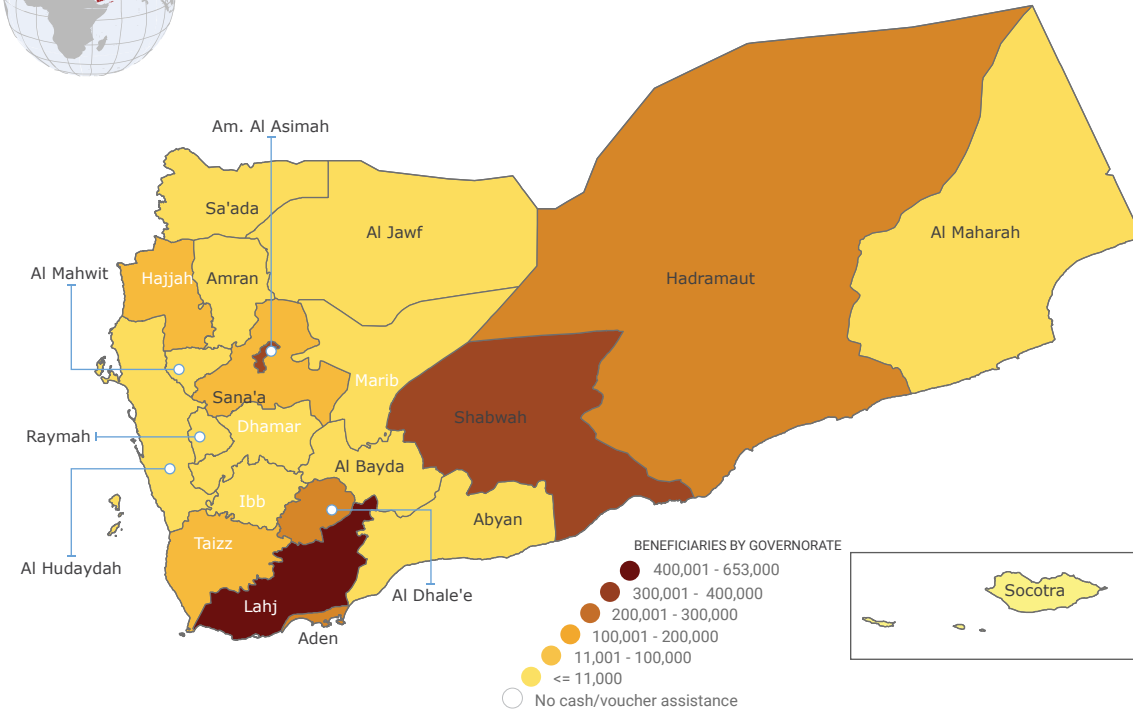 Am. Al Asimah
Sa'ada
Al Jawf
Al Maharah
Al Mahwit
Hajjah
Amran
Hadramaut
Marib
Sana'a
Shabwah
Dhamar
Raymah
Al Bayda
Ibb
Abyan
Taizz
Al Hudaydah
Al Dhale'e
Lahj
Aden
Socotra
BENEFICIARIES BY GOVERNORATE
400,001 - 653,000
300,001 - 400,000
200,001 - 300,000
100,001 - 200,000
11,001 - 100,000
<= 11,000
No cash/voucher assistance